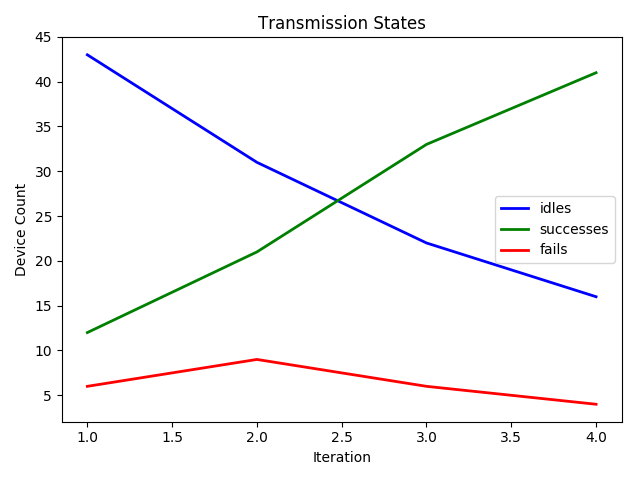 Transmission States
Device Count
45
40
35
30
25
20
15
10
5
idles
successes
fails
1.0 1.5 2.0 2.5 3.0 3.5 4.0
Iteration